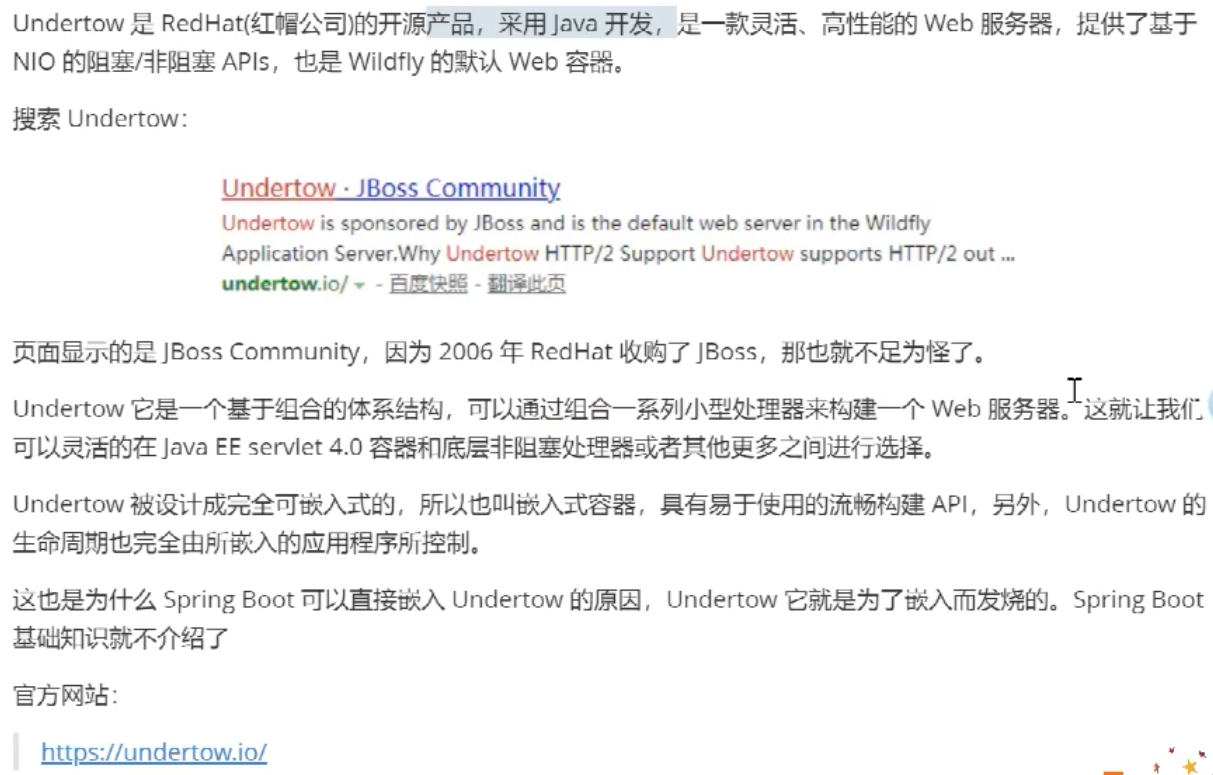 Undertow 是 RedHat(红帽公司)的开源产品，采用 Java 开发，是一款灵活、高性能的 Web 服务器，提供了基于
NIO 的阻塞/非阻塞 APIs，也是 Wildfly 的默认 Web 容器。
搜索 Undertow：
Undertow · JBoss Community
Undertow is sponsored by JBoss and is the default web server in the Wildfly
Application Server.Why Undertow HTTP/2 Support Undertow supports HTTP/2 out ...
undertow.io/ - 百度快照 - 翻译此页
页面显示的是 JBoss Community，因为 2006 年 RedHat 收购了 JBoss，那也就不足为怪了。
Undertow 它是一个基于组合的体系结构，可以通过组合一系列小型处理器来构建一个 Web 服务器。这就让我们
可以灵活的在 Java EE servlet 4.0 容器和底层非阻塞处理器或者其他更多之间进行选择。
Undertow 被设计成完全可嵌入式的，所以也叫嵌入式容器，具有易于使用的流畅构建 API，另外，Undertow 的
生命周期也完全由所嵌入的应用程序所控制。
这也是为什么 Spring Boot 可以直接嵌入 Undertow 的原因，Undertow 它就是为了嵌入而发烧的。Spring Boot
基础知识就不介绍了
官方网站：
https://undertow.io/